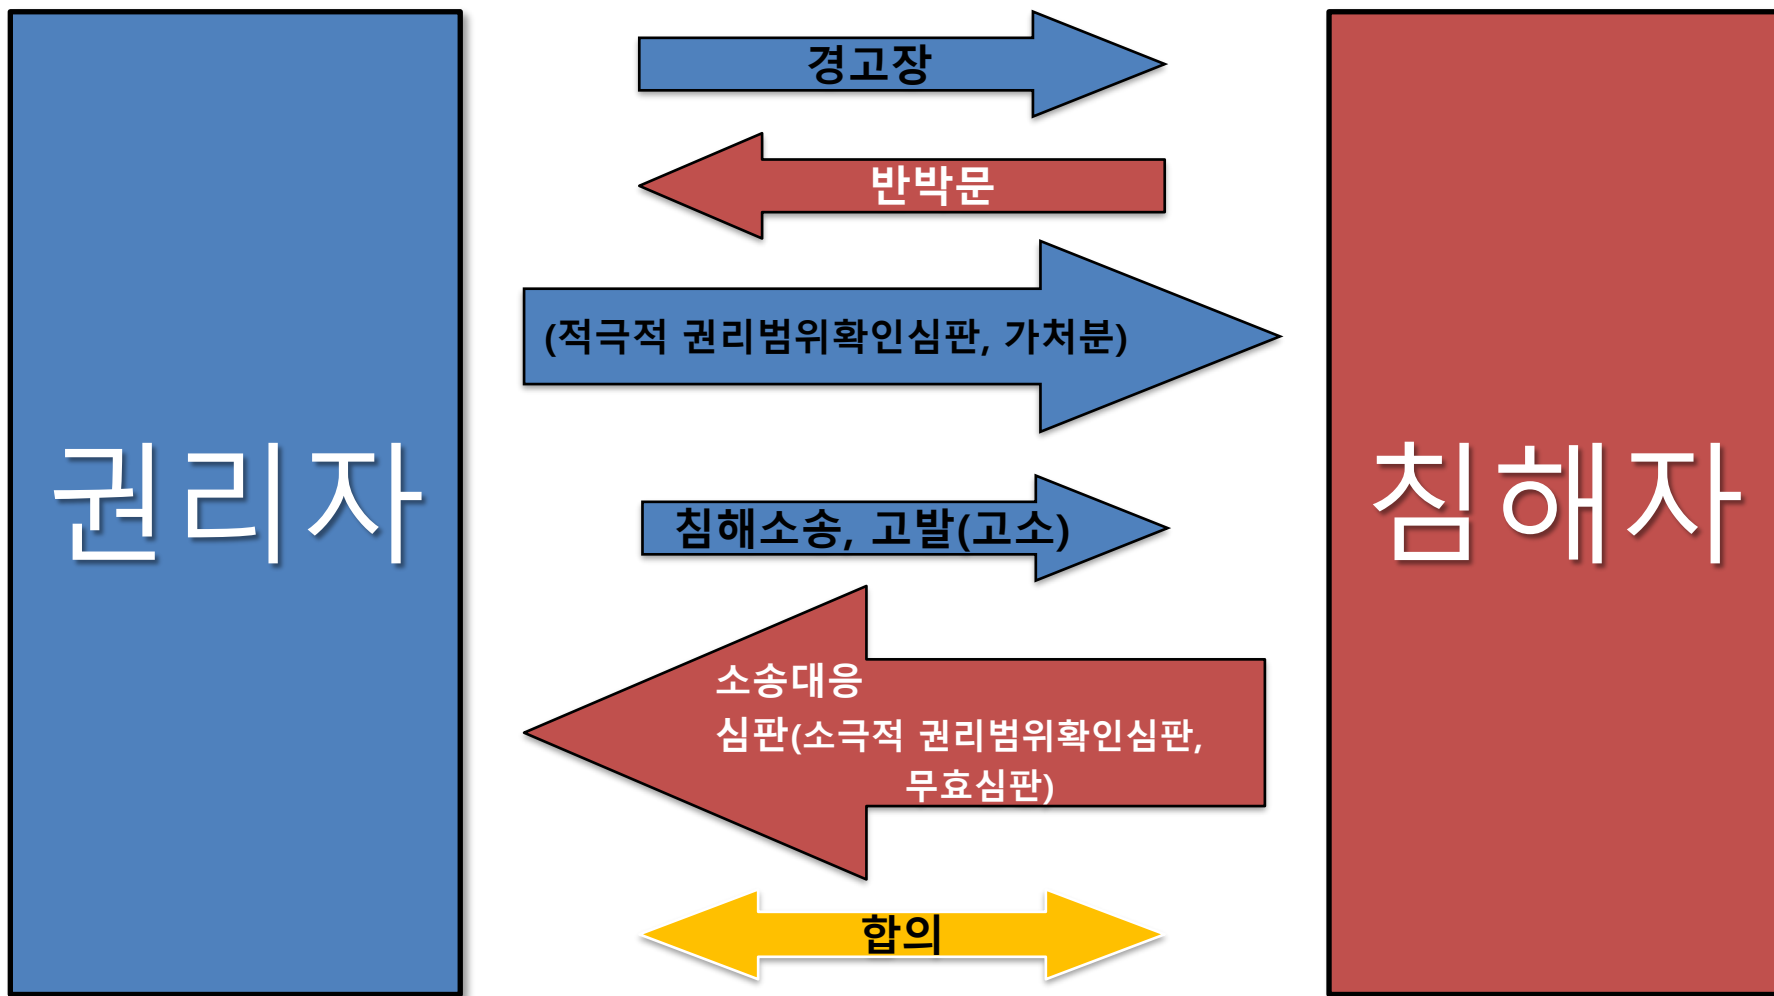 경고장
반박문
(적극적 권리범위확인심판, 가처분)
권리자
침해자
침해소송, 고발(고소)
소송대응
심판(소극적 권리범위확인심판,
무효심판)
합의